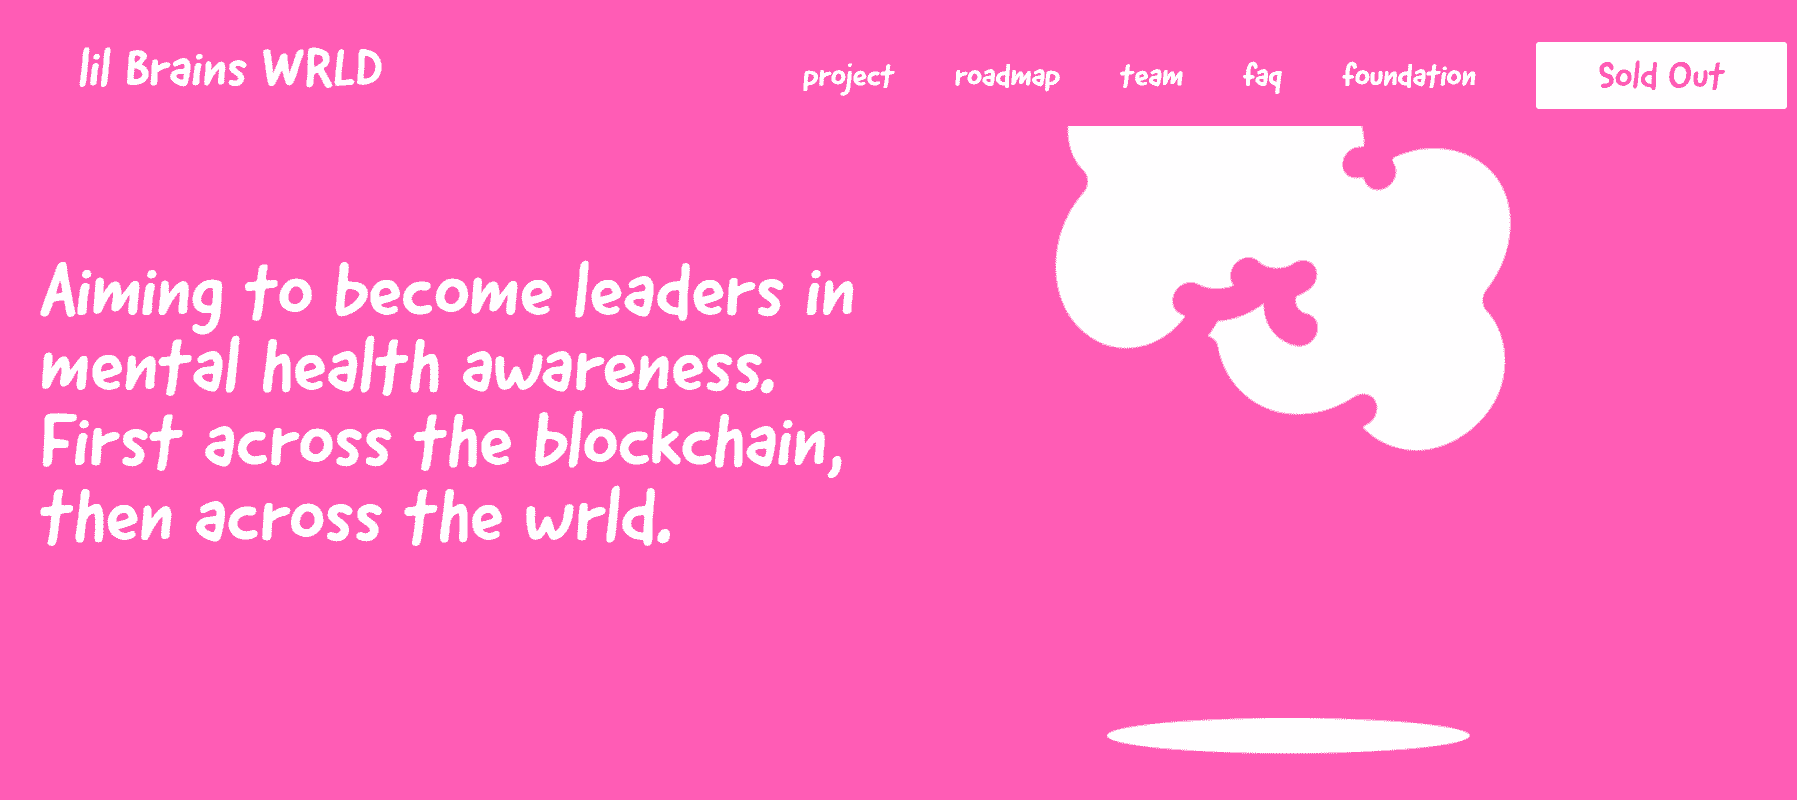 lil Brains WRLD
project
roadmap
team
faq
foundation
Sold Out
Aiming to become leaders in
mental health awareness.
First across the blockchain,
then across the wrld.